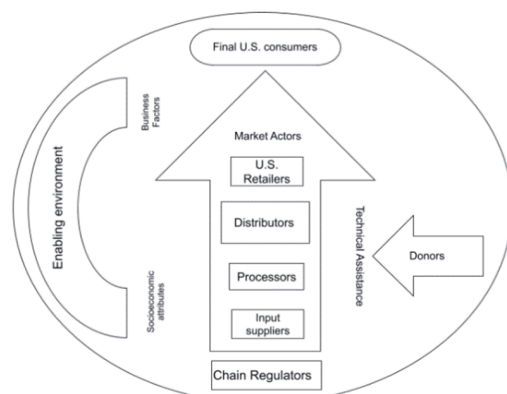 Final U.S. consumers
Enabling environment
Business
Factors
Socioeconomic
attributes
Market Actors
U.S.
Retailers
Distributors
Processors
Input
suppliers
Technical Assistance
Donors
Chain Regulators